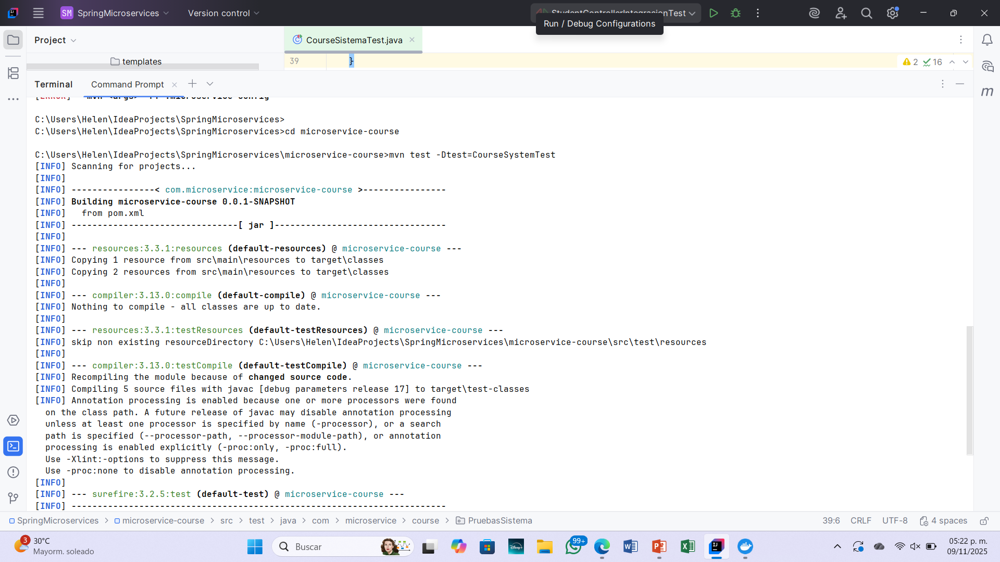 SM SpringMicroservices
Version control
StudentControllerIntegracionTest
Run / Debug Configurations
Project
CourseSistemaTest.java
templates
39 }
2 16
Terminal
Command Prompt
[ERROR] mvn <args> -rf :microservice-config
C:\Users\Helen\IdeaProjects\SpringMicroservices>
C:\Users\Helen\IdeaProjects\SpringMicroservices>cd microservice-course
C:\Users\Helen\IdeaProjects\SpringMicroservices\microservice-course>mvn test -Dtest=CourseSystemTest
[INFO] Scanning for projects...
[INFO]
[INFO] ----------------< com.microservice:microservice-course >----------------
[INFO] Building microservice-course 0.0.1-SNAPSHOT
[INFO]   from pom.xml
[INFO] --------------------------------[ jar ]---------------------------------
[INFO]
[INFO] --- resources:3.3.1:resources (default-resources) @ microservice-course ---
[INFO] Copying 1 resource from src\main\resources to target\classes
[INFO] Copying 2 resources from src\main\resources to target\classes
[INFO]
[INFO] --- compiler:3.13.0:compile (default-compile) @ microservice-course ---
[INFO] Nothing to compile - all classes are up to date.
[INFO]
[INFO] --- resources:3.3.1:testResources (default-testResources) @ microservice-course ---
[INFO] skip non existing resourceDirectory C:\Users\Helen\IdeaProjects\SpringMicroservices\microservice-course\src\test\resources
[INFO]
[INFO] --- compiler:3.13.0:testCompile (default-testCompile) @ microservice-course ---
[INFO] Recompiling the module because of changed source code.
[INFO] Compiling 5 source files with javac [debug parameters release 17] to target\test-classes
[INFO] Annotation processing is enabled because one or more processors were found
on the class path. A future release of javac may disable annotation processing
unless at least one processor is specified by name (-processor), or a search
path is specified (--processor-path, --processor-module-path), or annotation
processing is enabled explicitly (-proc:only, -proc:full).
Use -Xlint:-options to suppress this message.
Use -proc:none to disable annotation processing.
[INFO]
[INFO] --- surefire:3.2.5:test (default-test) @ microservice-course ---
[INFO] ------------------------------------------------------------------------
SpringMicroservices > microservice-course > src > test > java > com > microservice > course > PruebasSistema
39:6 CRLF UTF-8 4 spaces
3
30°C
Mayorm. soleado
Buscar
99+
05:22 p. m.
09/11/2025